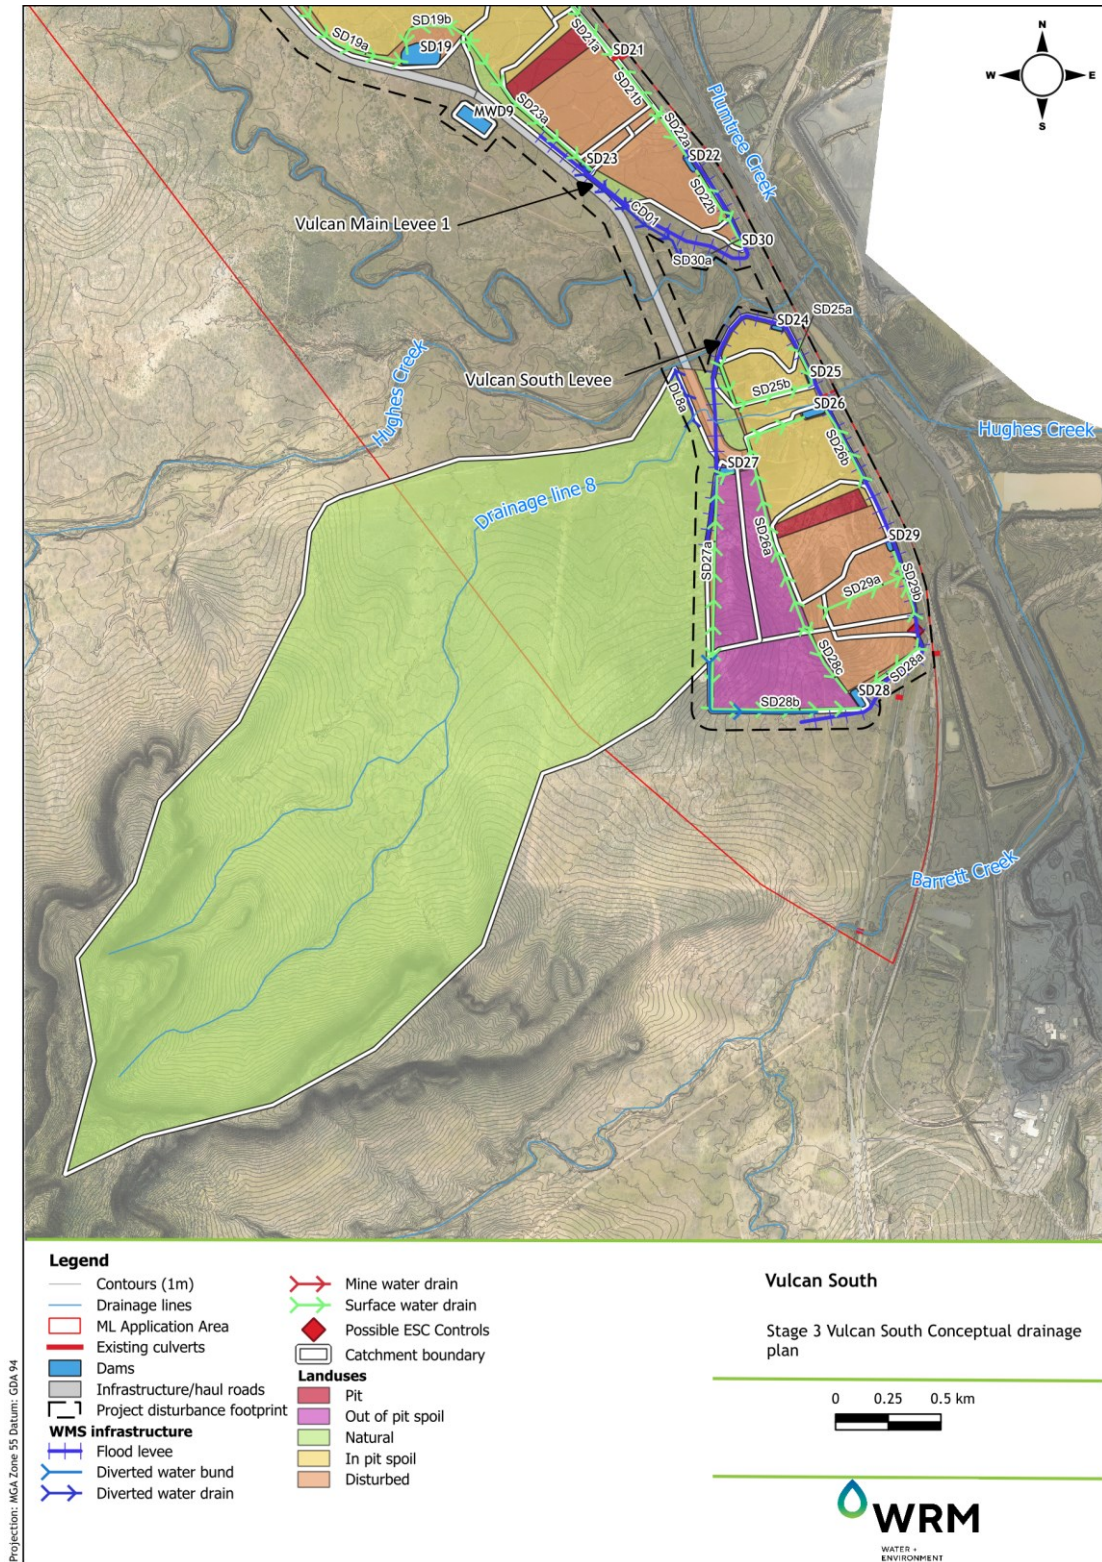 N
W
E
S
SD19b
SD19a
SD19
SD21a
SD21
SD21b
MWD9
SD23a
SD22a
SD22
Plumtree Creek
SD23
SD22b
Vulcan Main Levee 1
CD01
SD30
SD30a
SD25a
SD24
Vulcan South Levee
SD25
SD25b
DL8a
SD26
Hughes Creek
Hughes Creek
SD26b
SD27
Drainage line 8
SD29
SD27a
SD26a
SD29a
SD29b
SD28c
SD28a
SD28
SD28b
Barrett Creek
Legend
Contours (1m)
Drainage lines
ML Application Area
Existing culverts
Dams
Infrastructure/haul roads
Project disturbance footprint
WMS infrastructure
Flood levee
Diverted water bund
Diverted water drain
Mine water drain
Surface water drain
Possible ESC Controls
Catchment boundary
Landuses
Pit
Out of pit spoil
Natural
In pit spoil
Disturbed
Vulcan South
Stage 3 Vulcan South Conceptual drainage
plan
0 0.25 0.5 km
WRM
WATER +
ENVIRONMENT
Projection: MGA Zone 55 Datum: GDA 94